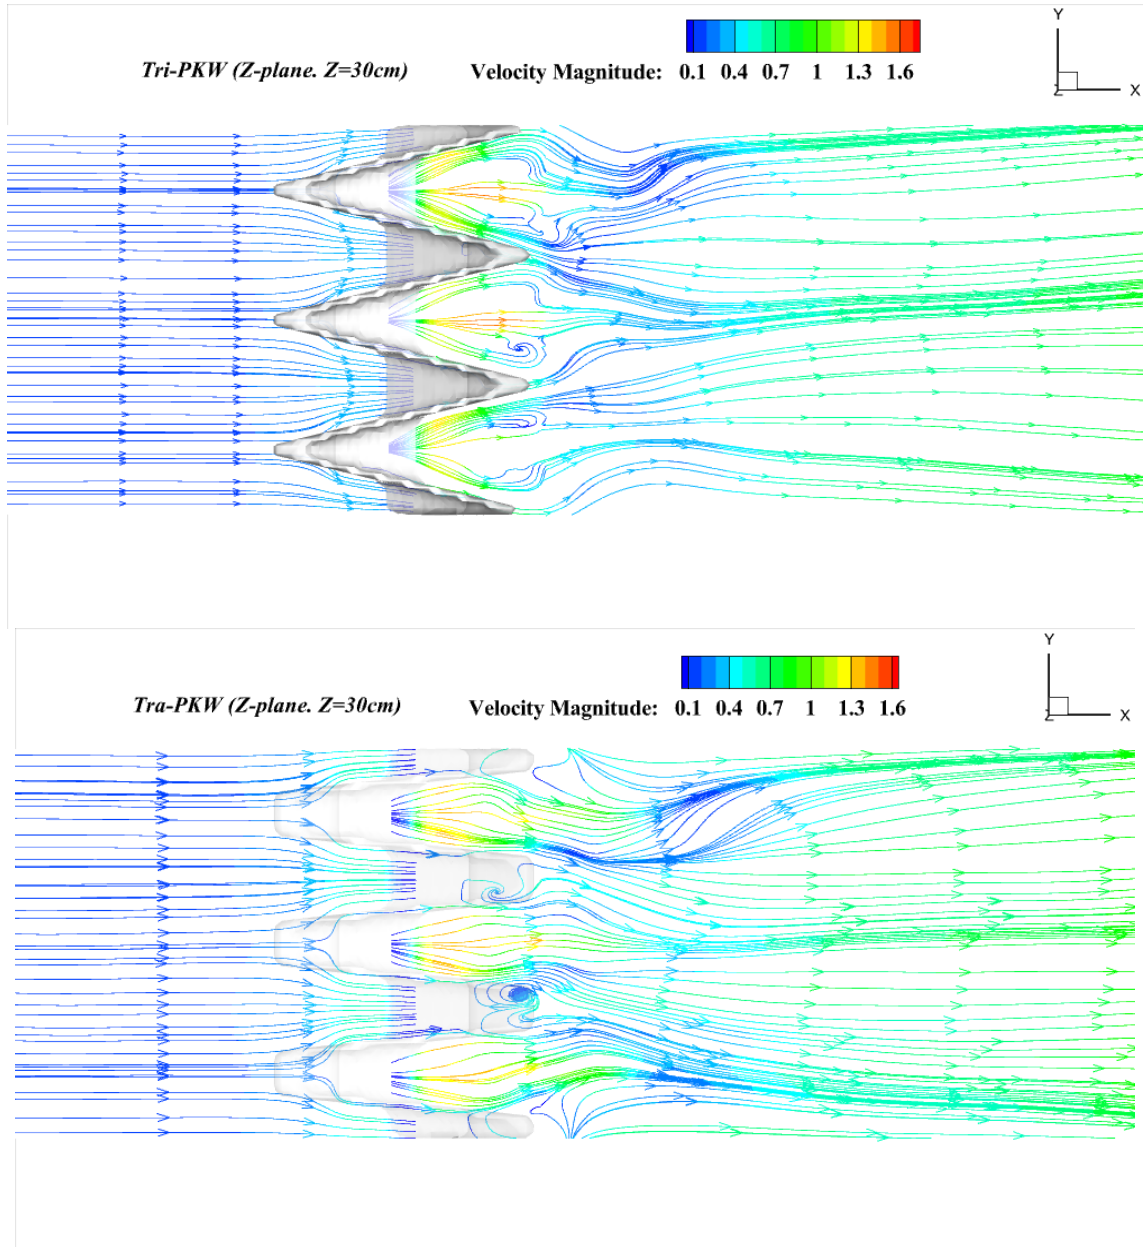 Y
Tri-PKW (Z-plane. Z=30cm) Velocity Magnitude: 0.1 0.4 0.7 1 1.3 1.6
Z X
Y
Tra-PKW (Z-plane. Z=30cm) Velocity Magnitude: 0.1 0.4 0.7 1 1.3 1.6
Z X